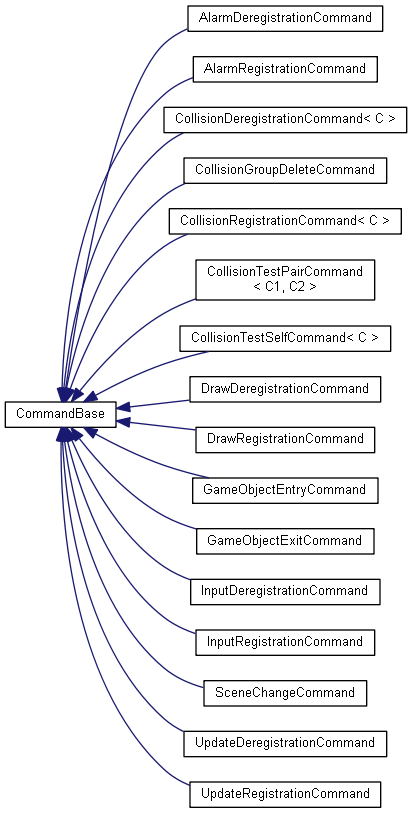 AlarmDeregistrationCommand
AlarmRegistrationCommand
CollisionDeregistrationCommand< C >
CollisionGroupDeleteCommand
CollisionRegistrationCommand< C >
CollisionTestPairCommand
< C1, C2 >
CollisionTestSelfCommand< C >
DrawDeregistrationCommand
CommandBase
DrawRegistrationCommand
GameObjectEntryCommand
GameObjectExitCommand
InputDeregistrationCommand
InputRegistrationCommand
SceneChangeCommand
UpdateDeregistrationCommand
UpdateRegistrationCommand